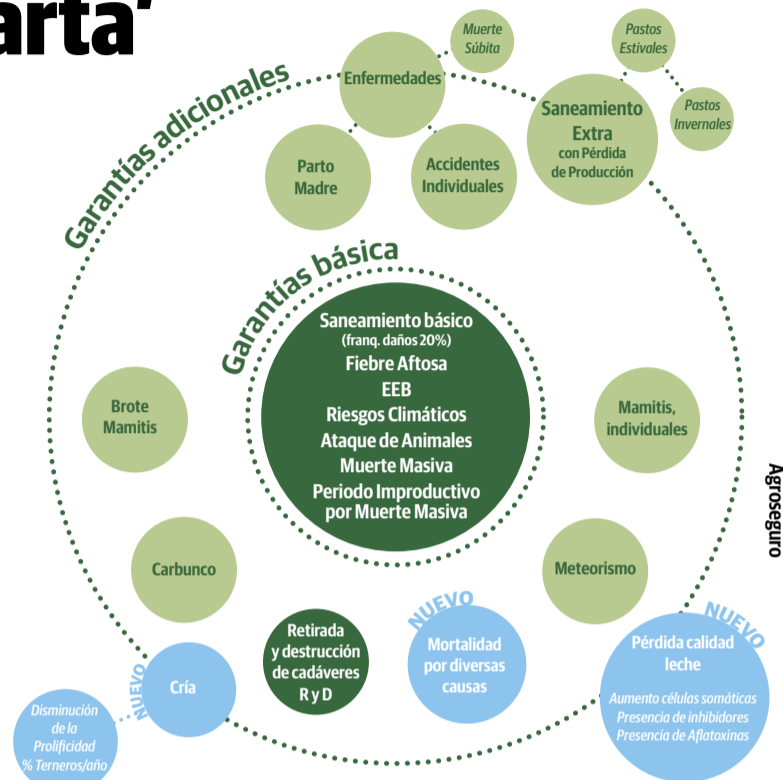 arta’
Garantías adicionales
Enfermedades
Muerte
Súbita
Pastos
Estivales
Pastos
Invernales
Saneamiento
Extra
con Pérdida
de Producción
Parto
Madre
Accidentes
Individuales
Garantías básica
Saneamiento básico
(franq. daños 20%)
Fiebre Aftosa
EEB
Riesgos Climáticos
Ataque de Animales
Muerte Masiva
Periodo Improductivo
por Muerte Masiva
Brote
Mamitis
Mamitis,
individuales
Agroseguro
Carbunco
Meteorismo
Retirada
y destrucción
de cadáveres
R y D
NUEVO
Mortalidad
por diversas
causas
NUEVO
Pérdida calidad
leche
Aumento células somáticas
Presencia de inhibidores
Presencia de Aflatoxinas
NUEVO
Cría
Disminución
de la
Prolificidad
% Terneros/año